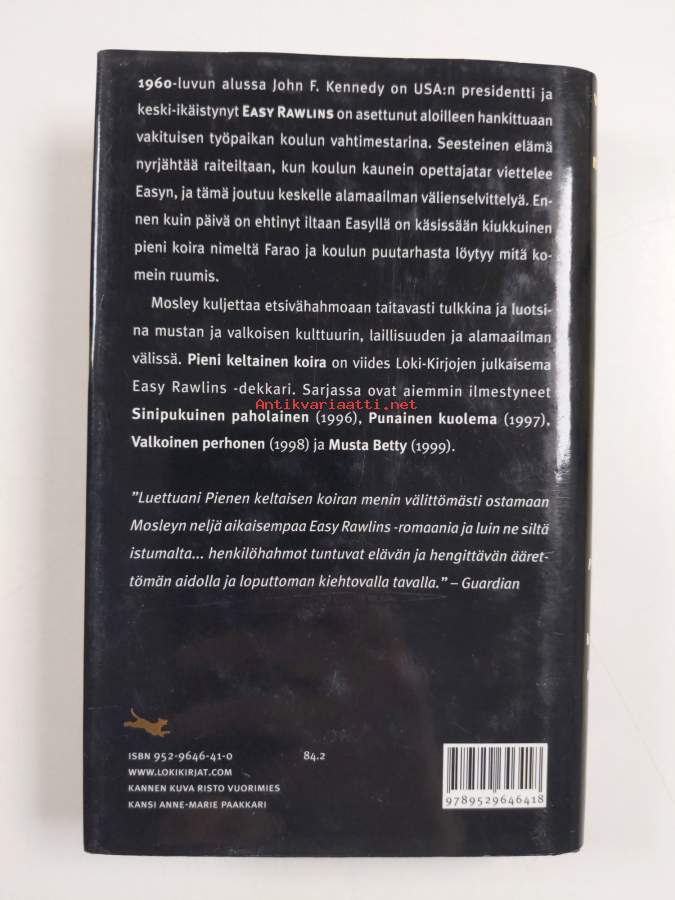 1960-luvun alussa John F. Kennedy on USA:n presidentti ja
keski-ikäistynyt EASY RAWLINS on asettunut aloilleen hankittuaan
vakituisen työpaikan koulun vahtimestarina. Seesteinen elämä
nyrjähtää raiteiltaan, kun koulun kaunein opettajatar viettelee
Easyn, ja tämä joutuu keskelle alamaailman välienselvittelyä. En-
nen kuin päivä on ehtinyt iltaan Easyllä on käsissään kiukkuinen
pieni koira nimeltä Farao ja koulun puutarhasta löytyy mitä ko-
mein ruumis.
Mosley kuljettaa etsivähahmoaan taitavasti tulkkina ja luotsi-
na mustan ja valkoisen kulttuurin, laillisuuden ja alamaailman
välissä. Pieni keltainen koira on viides Loki-Kirjojen julkaisema
Easy Rawlins -dekkari. Sarjassa ovat aiemmin ilmestyneet
Antikvariaatti.net
Sinipukuinen paholainen (1996), Punainen kuolema (1997),
Valkoinen perhonen (1998) ja Musta Betty (1999).
"Luettuani Pienen keltaisen koiran menin välittömästi ostamaan
Mosleyn neljä aikaisempaa Easy Rawlins -romaania ja luin ne siltä
istumalta... henkilöhahmot tuntuvat elävän ja hengittävän ääret-
tömän aidolla ja loputtoman kiehtovalla tavalla." – Guardian
ISBN 952-9646-41-0 84.2
WWW.LOKIKIRJAT.COM
KANNEN KUVA RISTO VUORIMIES
KANSI ANNE-MARIE PAAKKARI
9789529646418